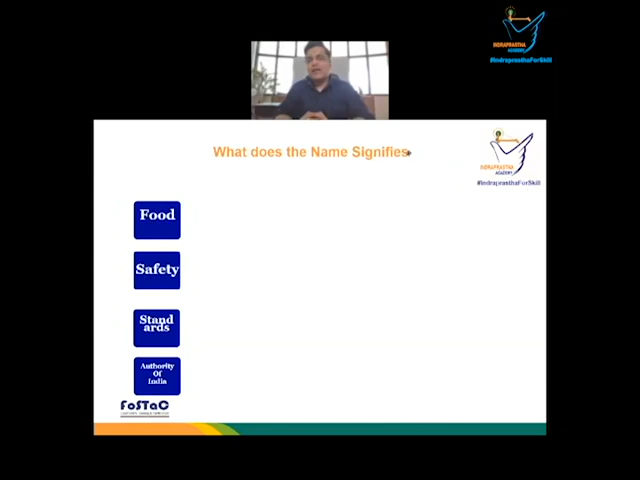 INDRAPRASTHA
ACADEMY
#IndraprasthaForSkill
What does the Name Signifies
INDRAPRASTHA
ACADEMY
#IndraprasthaForSkill
Food
Safety
Stand
ards
Authority
Of
India
FoSTaC